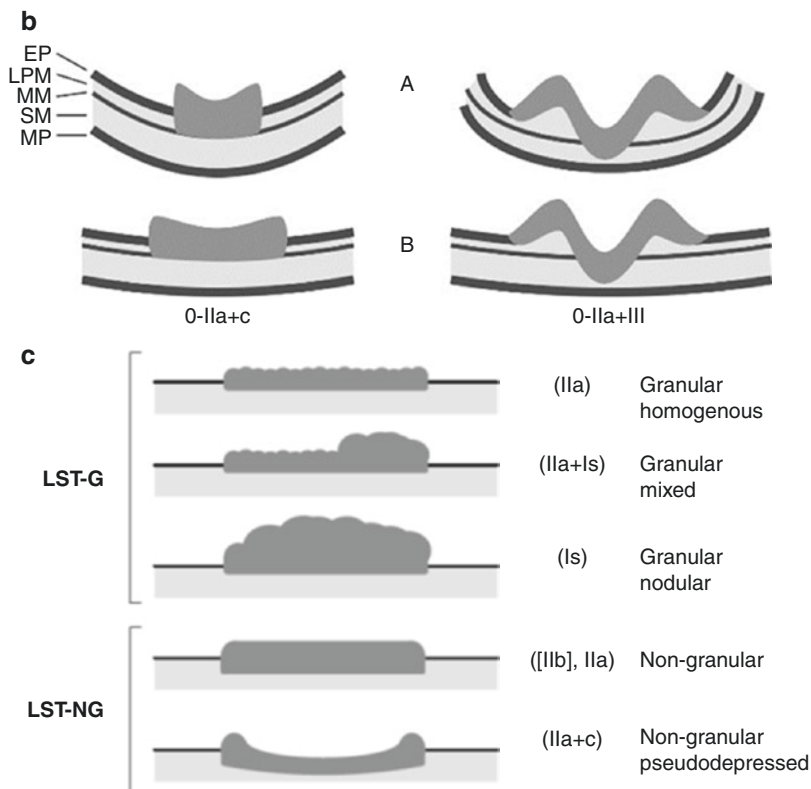 b
EP
LPM
MM
SM
MP
A
B
0-IIa+c
0-IIa+III
c
LST-G
(IIa) Granular
homogenous
(IIa+Is) Granular
mixed
(Is) Granular
nodular
LST-NG
([IIb], IIa) Non-granular
(IIa+c) Non-granular
pseudodepressed